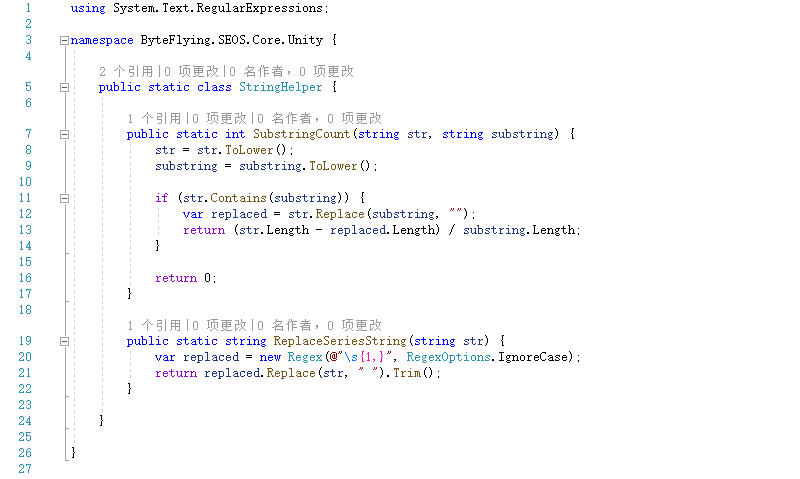 1 using System.Text.RegularExpressions;
2
3 namespace ByteFlying.SEOS.Core.Unity {
4
2 个引用|0 项更改|0 名作者，0 项更改
5 public static class StringHelper {
6
1 个引用|0 项更改|0 名作者，0 项更改
7 public static int SubstringCount(string str, string substring) {
8 str = str.ToLower();
9 substring = substring.ToLower();
10
11 if (str.Contains(substring)) {
12 var replaced = str.Replace(substring, "");
13 return (str.Length - replaced.Length) / substring.Length;
14 }
15
16 return 0;
17 }
18
1 个引用|0 项更改|0 名作者，0 项更改
19 public static string ReplaceSeriesString(string str) {
20 var replaced = new Regex(@"\s{1,}", RegexOptions.IgnoreCase);
21 return replaced.Replace(str, " ").Trim();
22 }
23
24 }
25
26 }
27